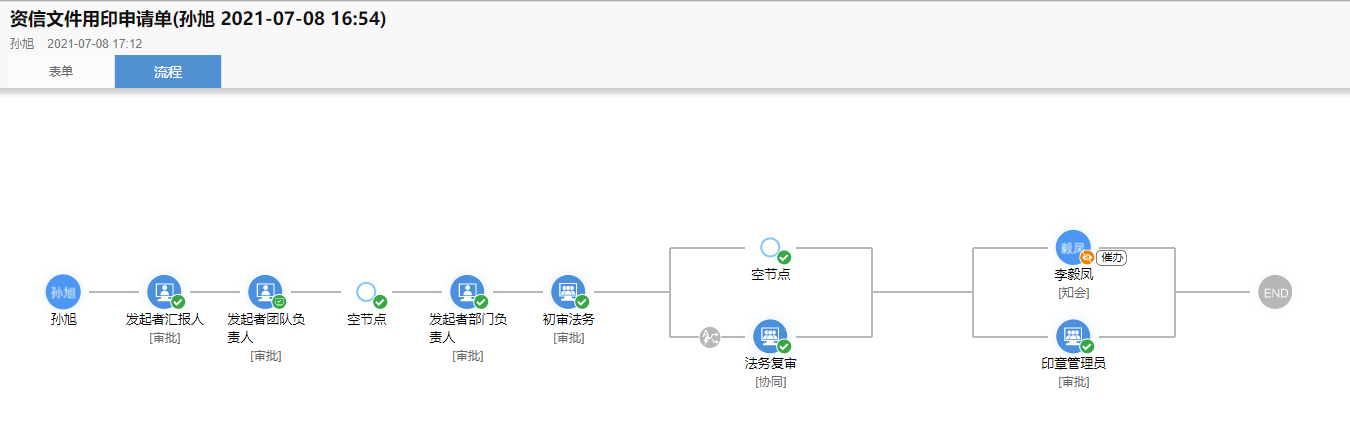 资信文件用印申请单(孙旭 2021-07-08 16:54)
孙旭 2021-07-08 17:12
表单 流程
孙旭
孙旭
发起者汇报人
[审批]
发起者团队负
责人
[审批]
空节点
发起者部门负
责人
[审批]
初审法务
[审批]
空节点
法务复审
[协同]
毅凤
催办
李毅凤
[知会]
印章管理员
[审批]
END